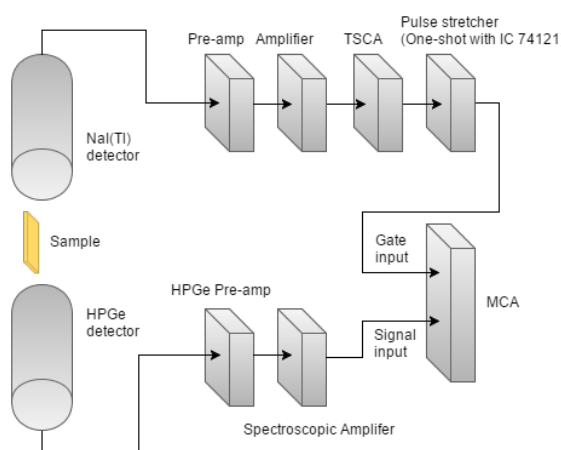 Pulse stretcher
Pre-amp Amplifier TSCA (One-shot with IC 74121
NaI(Tl)
detector
Sample
Gate
input
HPGe
detector
HPGe Pre-amp
MCA
Signal
input
Spectroscopic Amplifer